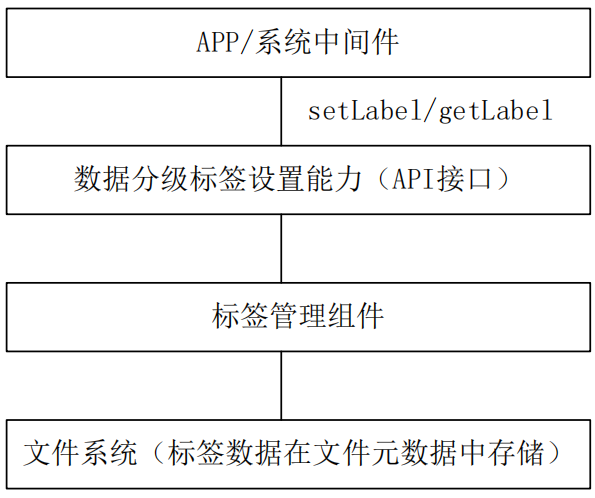 APP/系统中间件
setLabel/getLabel
数据分级标签设置能力（API接口）
标签管理组件
文件系统（标签数据在文件元数据中存储）